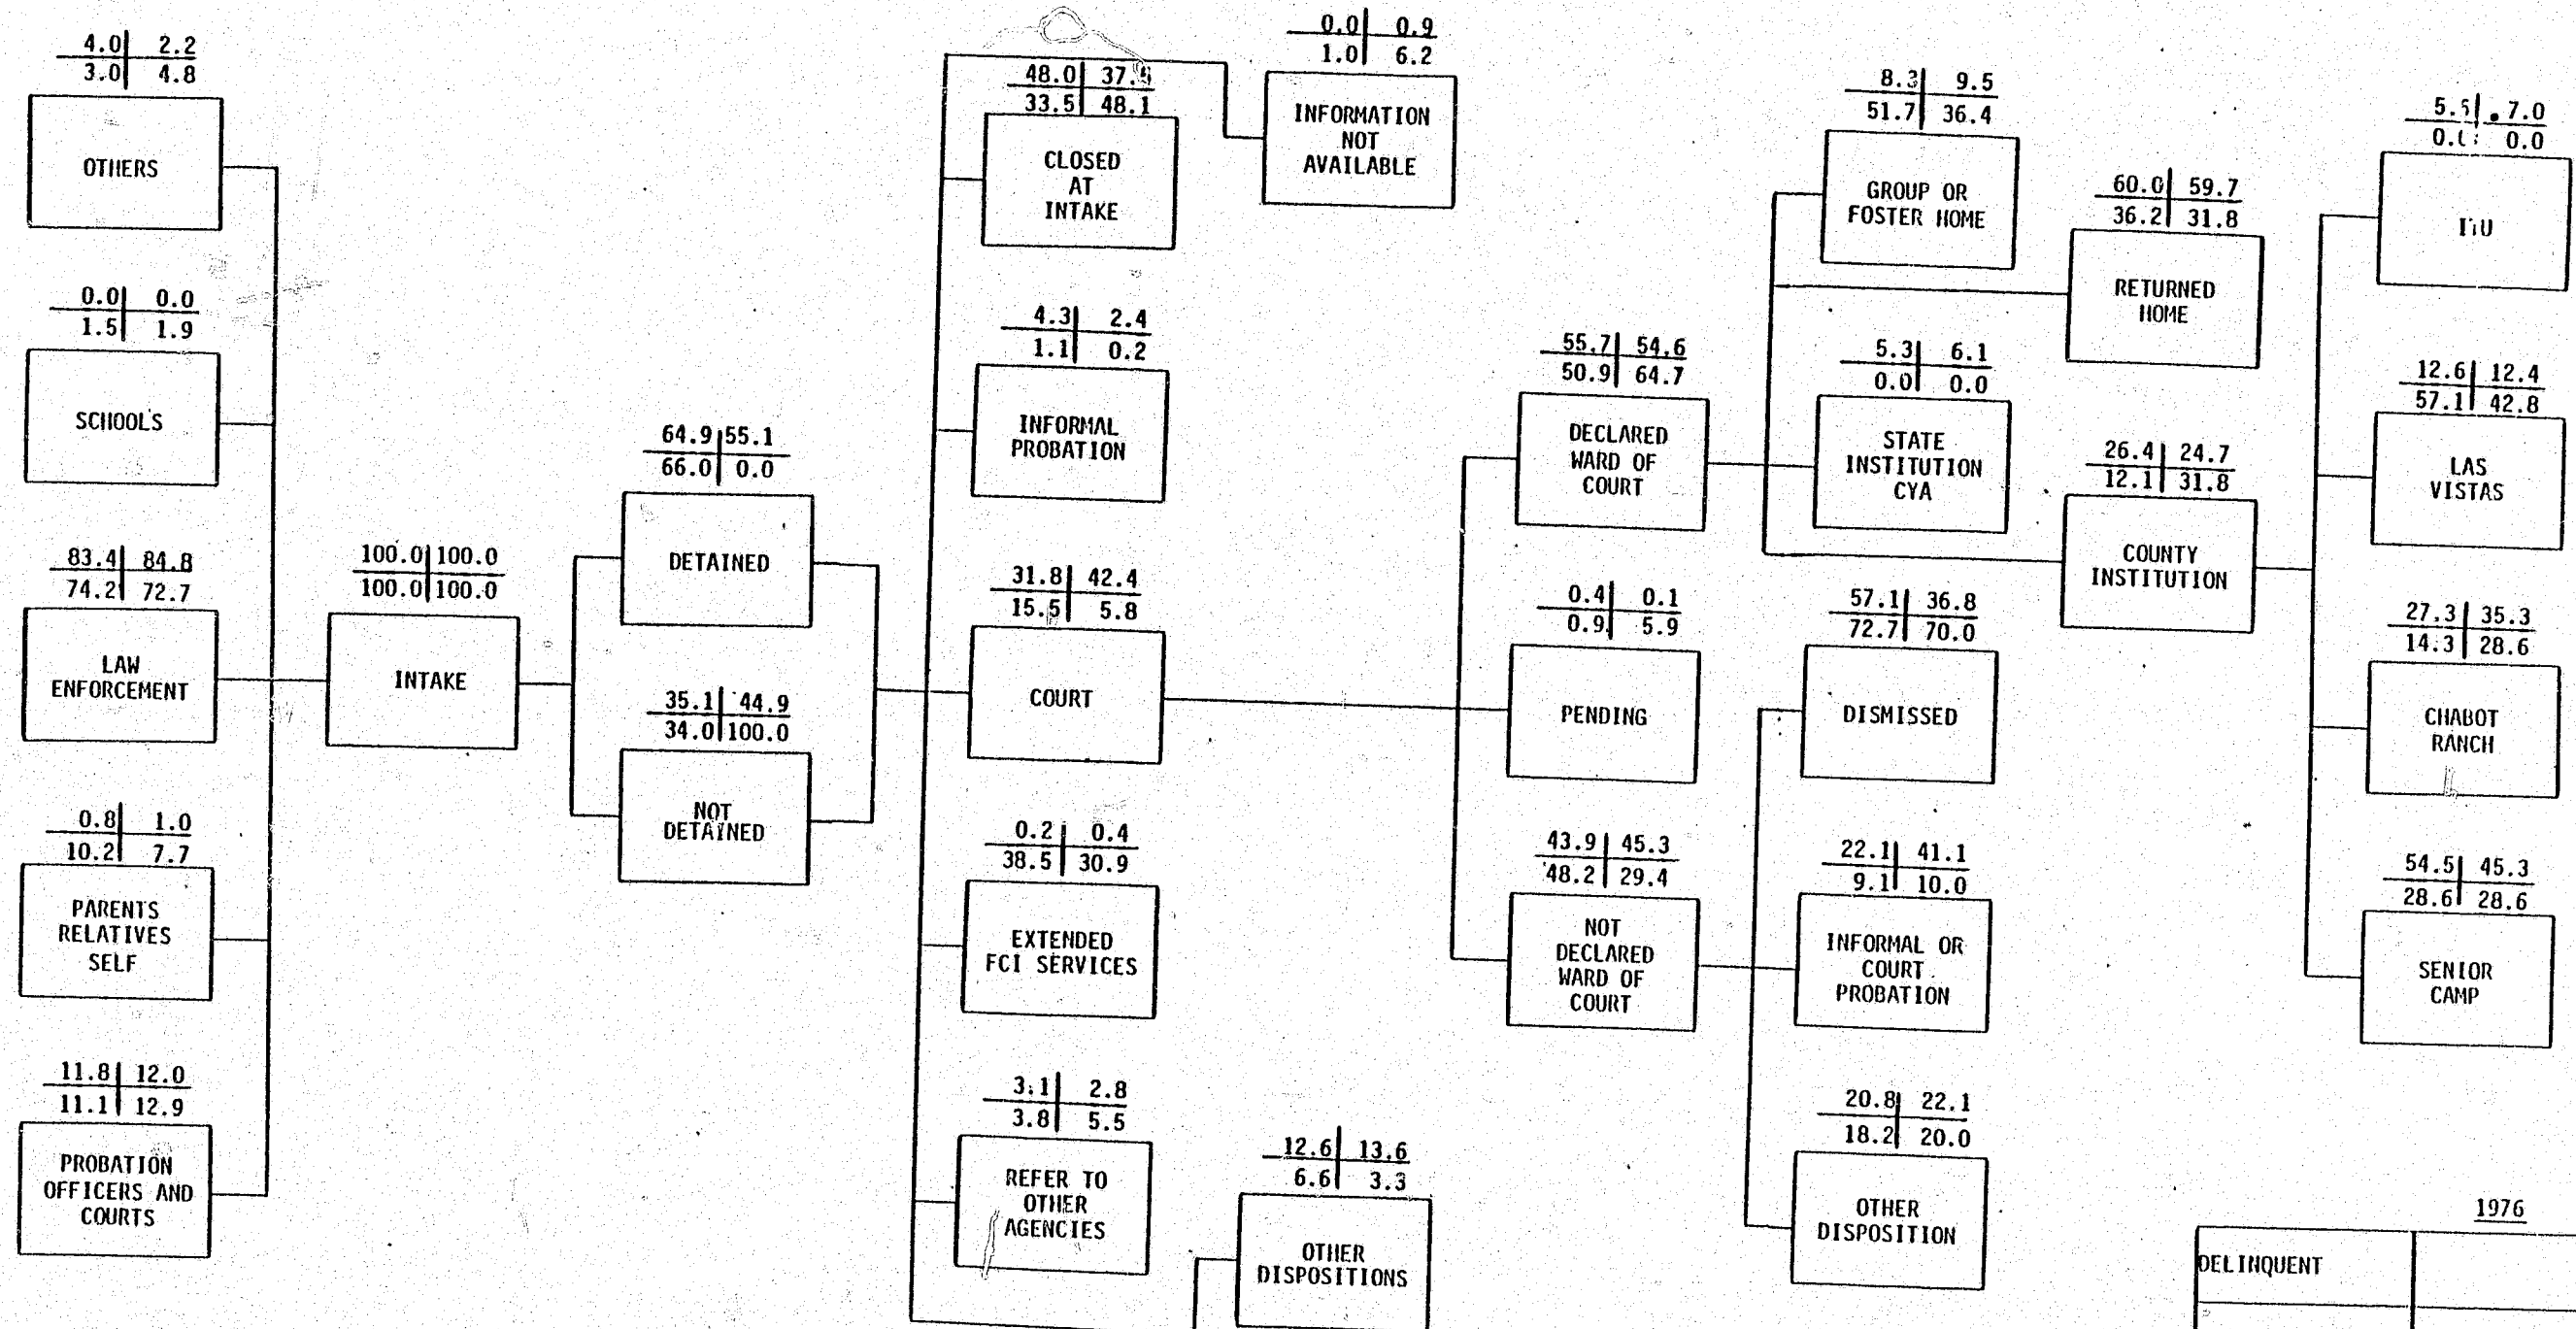 4.0 2.2
3.0 4.8
OTHERS
0.0 0.0
1.5 1.9
SCHOOLS
83.4 84.8
74.2 72.7
LAW
ENFORCEMENT
0.8 1.0
10.2 7.7
PARENTS
RELATIVES
SELF
11.8 12.0
11.1 12.9
PROBATION
OFFICERS AND
COURTS
100.0 100.0
100.0 100.0
INTAKE
64.9 55.1
66.0 0.0
DETAINED
35.1 44.9
34.0 100.0
NOT
DETAINED
48.0
33.5 48.1
CLOSED
AT
INTAKE
0.0 0.9
1.0 6.2
INFORMATION
NOT
AVAILABLE
4.3 2.4
1.1 0.2
INFORMAL
PROBATION
31.8 42.4
15.5 5.8
COURT
0.2 0.4
38.5 30.9
EXTENDED
FCI SERVICES
3.1 2.8
3.8 5.5
REFER TO
OTHER
AGENCIES
12.6 13.6
6.6 3.3
OTHER
DISPOSITIONS
55.7 54.6
50.9 64.7
DECLARED
WARD OF
COURT
0.4 0.1
0.9 5.9
PENDING
43.9 45.3
48.2 29.4
NOT
DECLARED
WARD OF
COURT
8.3 9.5
51.7 36.4
GROUP OR
FOSTER HOME
60.0 59.7
36.2 31.8
RETURNED
HOME
5.3 6.1
0.0 0.0
STATE
INSTITUTION
CYA
26.4 24.7
12.1 31.8
COUNTY
INSTITUTION
57.1 36.8
72.7 70.0
DISMISSED
22.1 41.1
9.1 10.0
INFORMAL OR
COURT
PROBATION
20.8 22.1
18.2 20.0
OTHER
DISPOSITION
7.0
0.0
12.6 12.4
57.1 42.8
LAS
VISTAS
27.3 35.3
14.3 28.6
CHABOT
RANCH
54.5 45.3
28.6 28.6
SENIOR
CAMP
1976
DELINQUENT